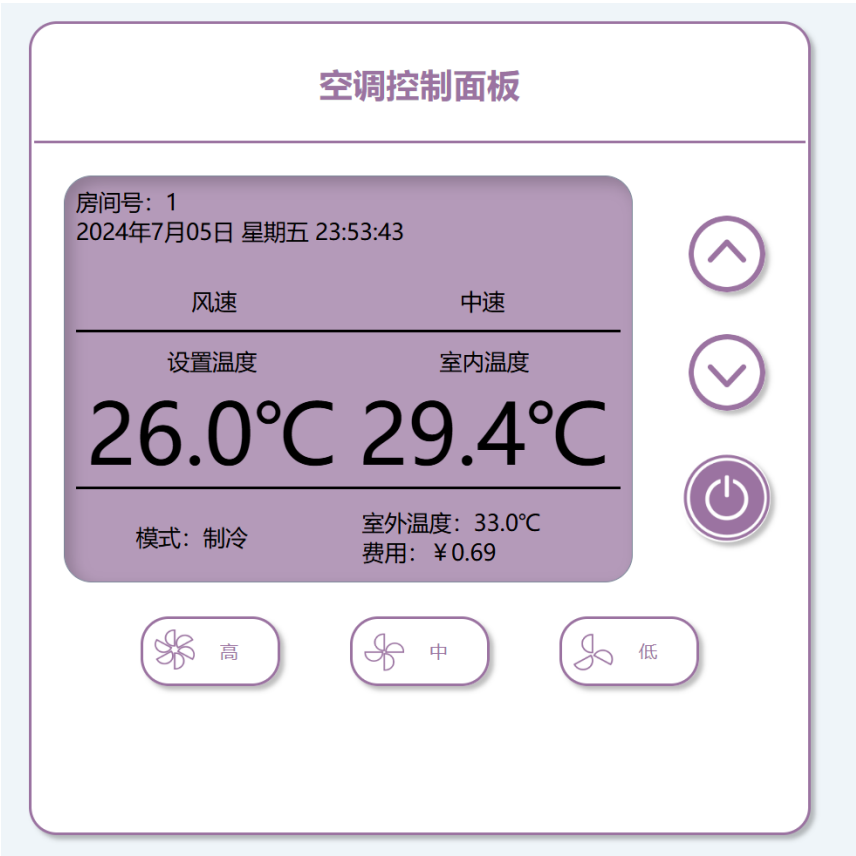 空调控制面板
房间号：1
2024年7月05日 星期五 23:53:43
风速 中速
设置温度 室内温度
26.0℃ 29.4℃
模式：制冷
室外温度：33.0℃
费用：￥0.69
高 中 低